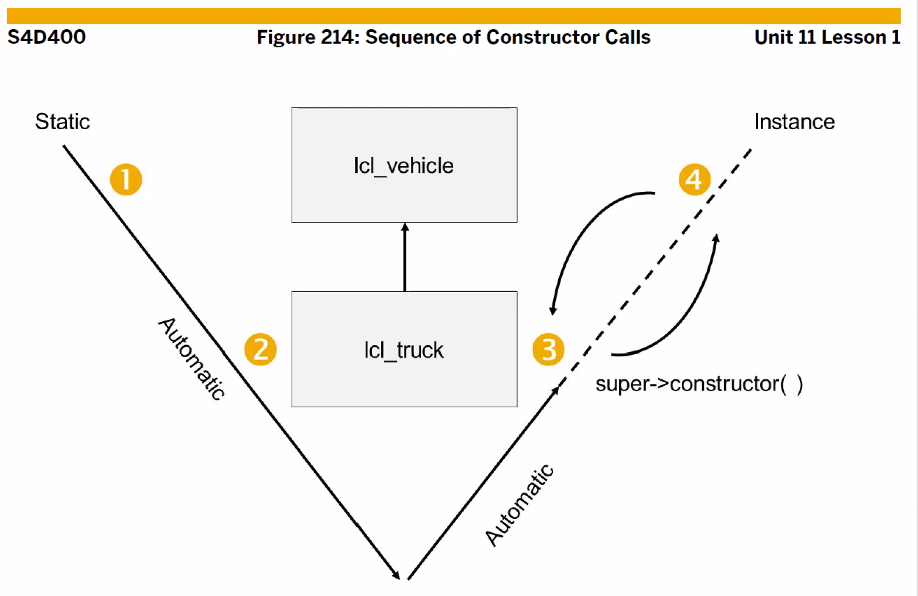 S4D400 Figure 214: Sequence of Constructor Calls Unit 11 Lesson 1
Static
Instance
1
lcl_vehicle
4
Automatic
2
lcl_truck
3
super->constructor( )
Automatic